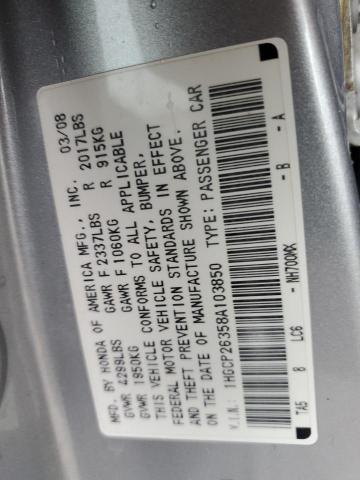 MFD. BY HONDA OF AMERICA MFG., INC. 03/08
GVWR 4299LBS GAWR F 2337LBS R 2017LBS
GVWR 1950KG GAWR F 1060KG R 915KG
THIS VEHICLE CONFORMS TO ALL APPLICABLE
FEDERAL MOTOR VEHICLE SAFETY, BUMPER,
AND THEFT PREVENTION STANDARDS IN EFFECT
ON THE DATE OF MANUFACTURE SHOWN ABOVE.
V.I.N.: 1HGCP26358A103850 TYPE: PASSENGER CAR
TA5 8 LC6 - NH700MX - B - A